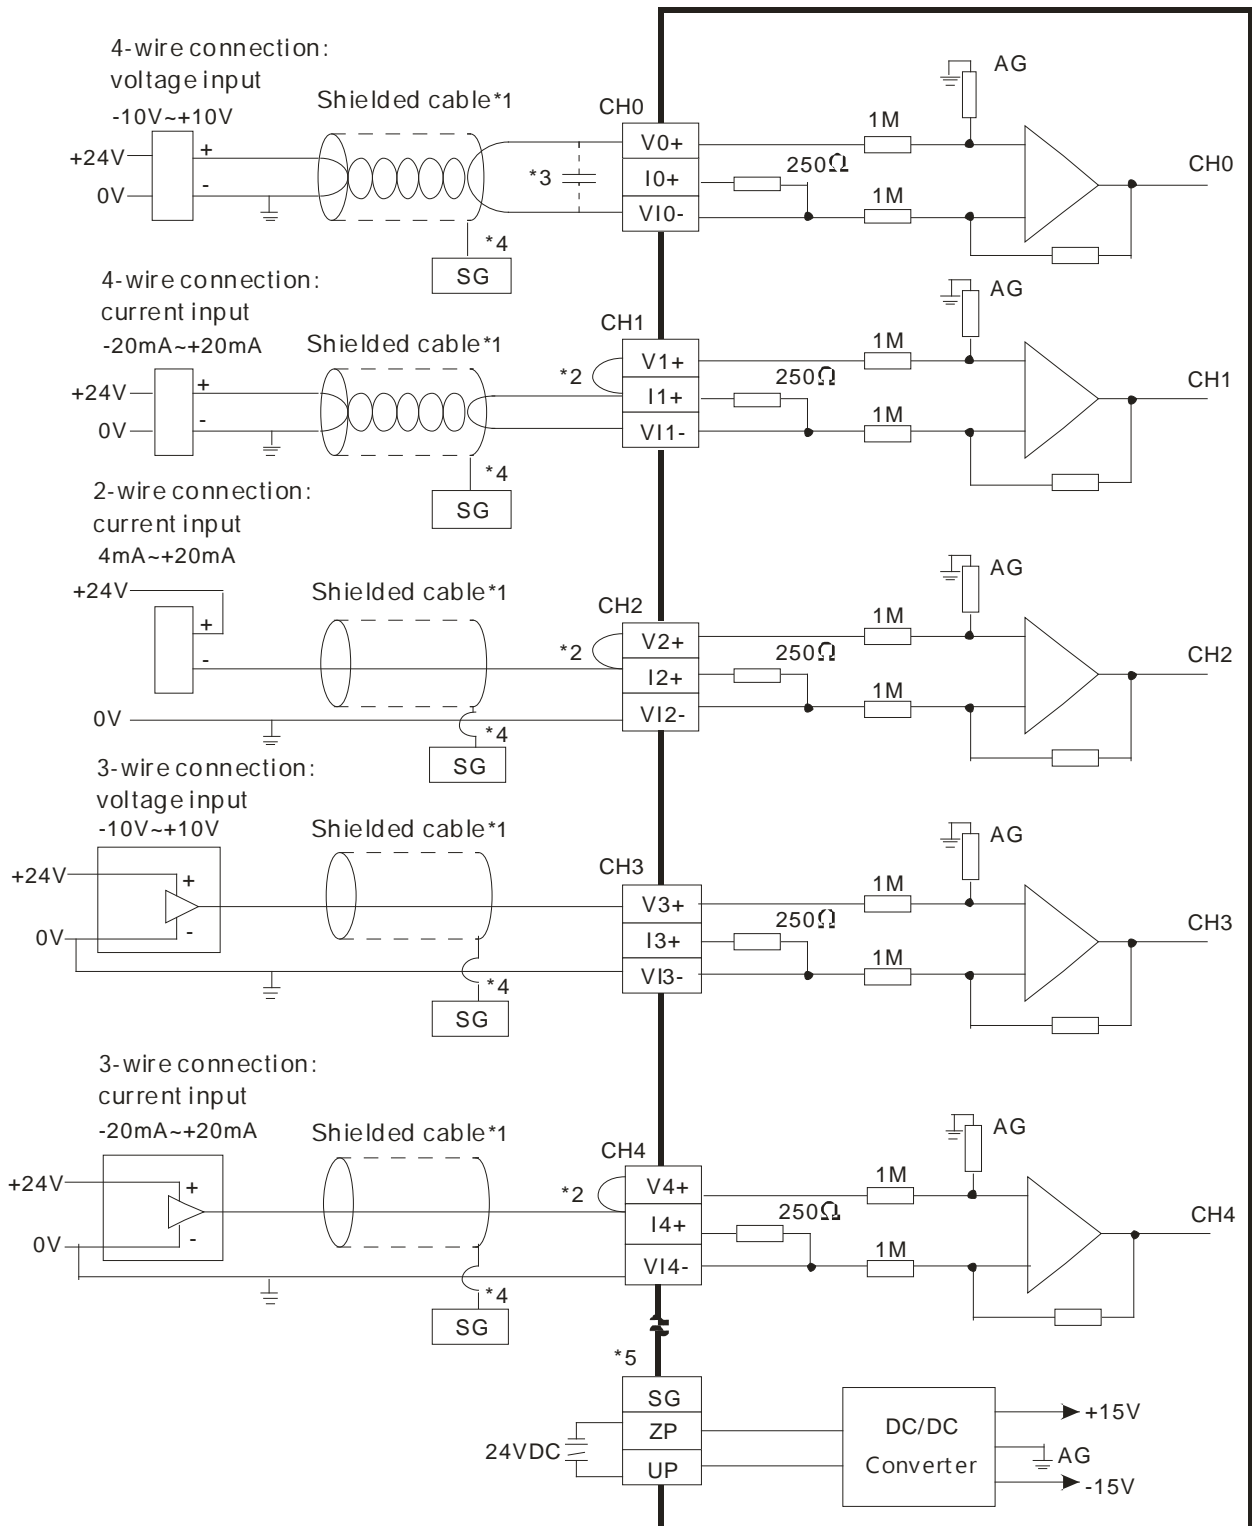 4-wire connection:
voltage input
-10V~+10V
Shielded cable*1
CH0
AG
+24V
0V
+
-
*3
V0+
I0+
VI0-
1M
250Ω
1M
CH0
*4
SG
4-wire connection:
current input
-20mA~+20mA
Shielded cable*1
CH1
AG
+24V
0V
+
-
*2
V1+
I1+
VI1-
1M
250Ω
1M
CH1
*4
SG
2-wire connection:
current input
4mA~+20mA
+24V
Shielded cable*1
CH2
AG
+
-
*2
V2+
I2+
VI2-
1M
250Ω
1M
CH2
0V
*4
SG
3-wire connection:
voltage input
-10V~+10V
Shielded cable*1
CH3
AG
+24V
0V
+
-
V3+
I3+
VI3-
1M
250Ω
1M
CH3
*4
SG
3-wire connection:
current input
-20mA~+20mA
Shielded cable*1
CH4
AG
+24V
0V
+
-
*2
V4+
I4+
VI4-
1M
250Ω
1M
CH4
*4
SG
*5
SG
ZP
UP
24VDC
DC/DC
Converter
+15V
AG
-15V